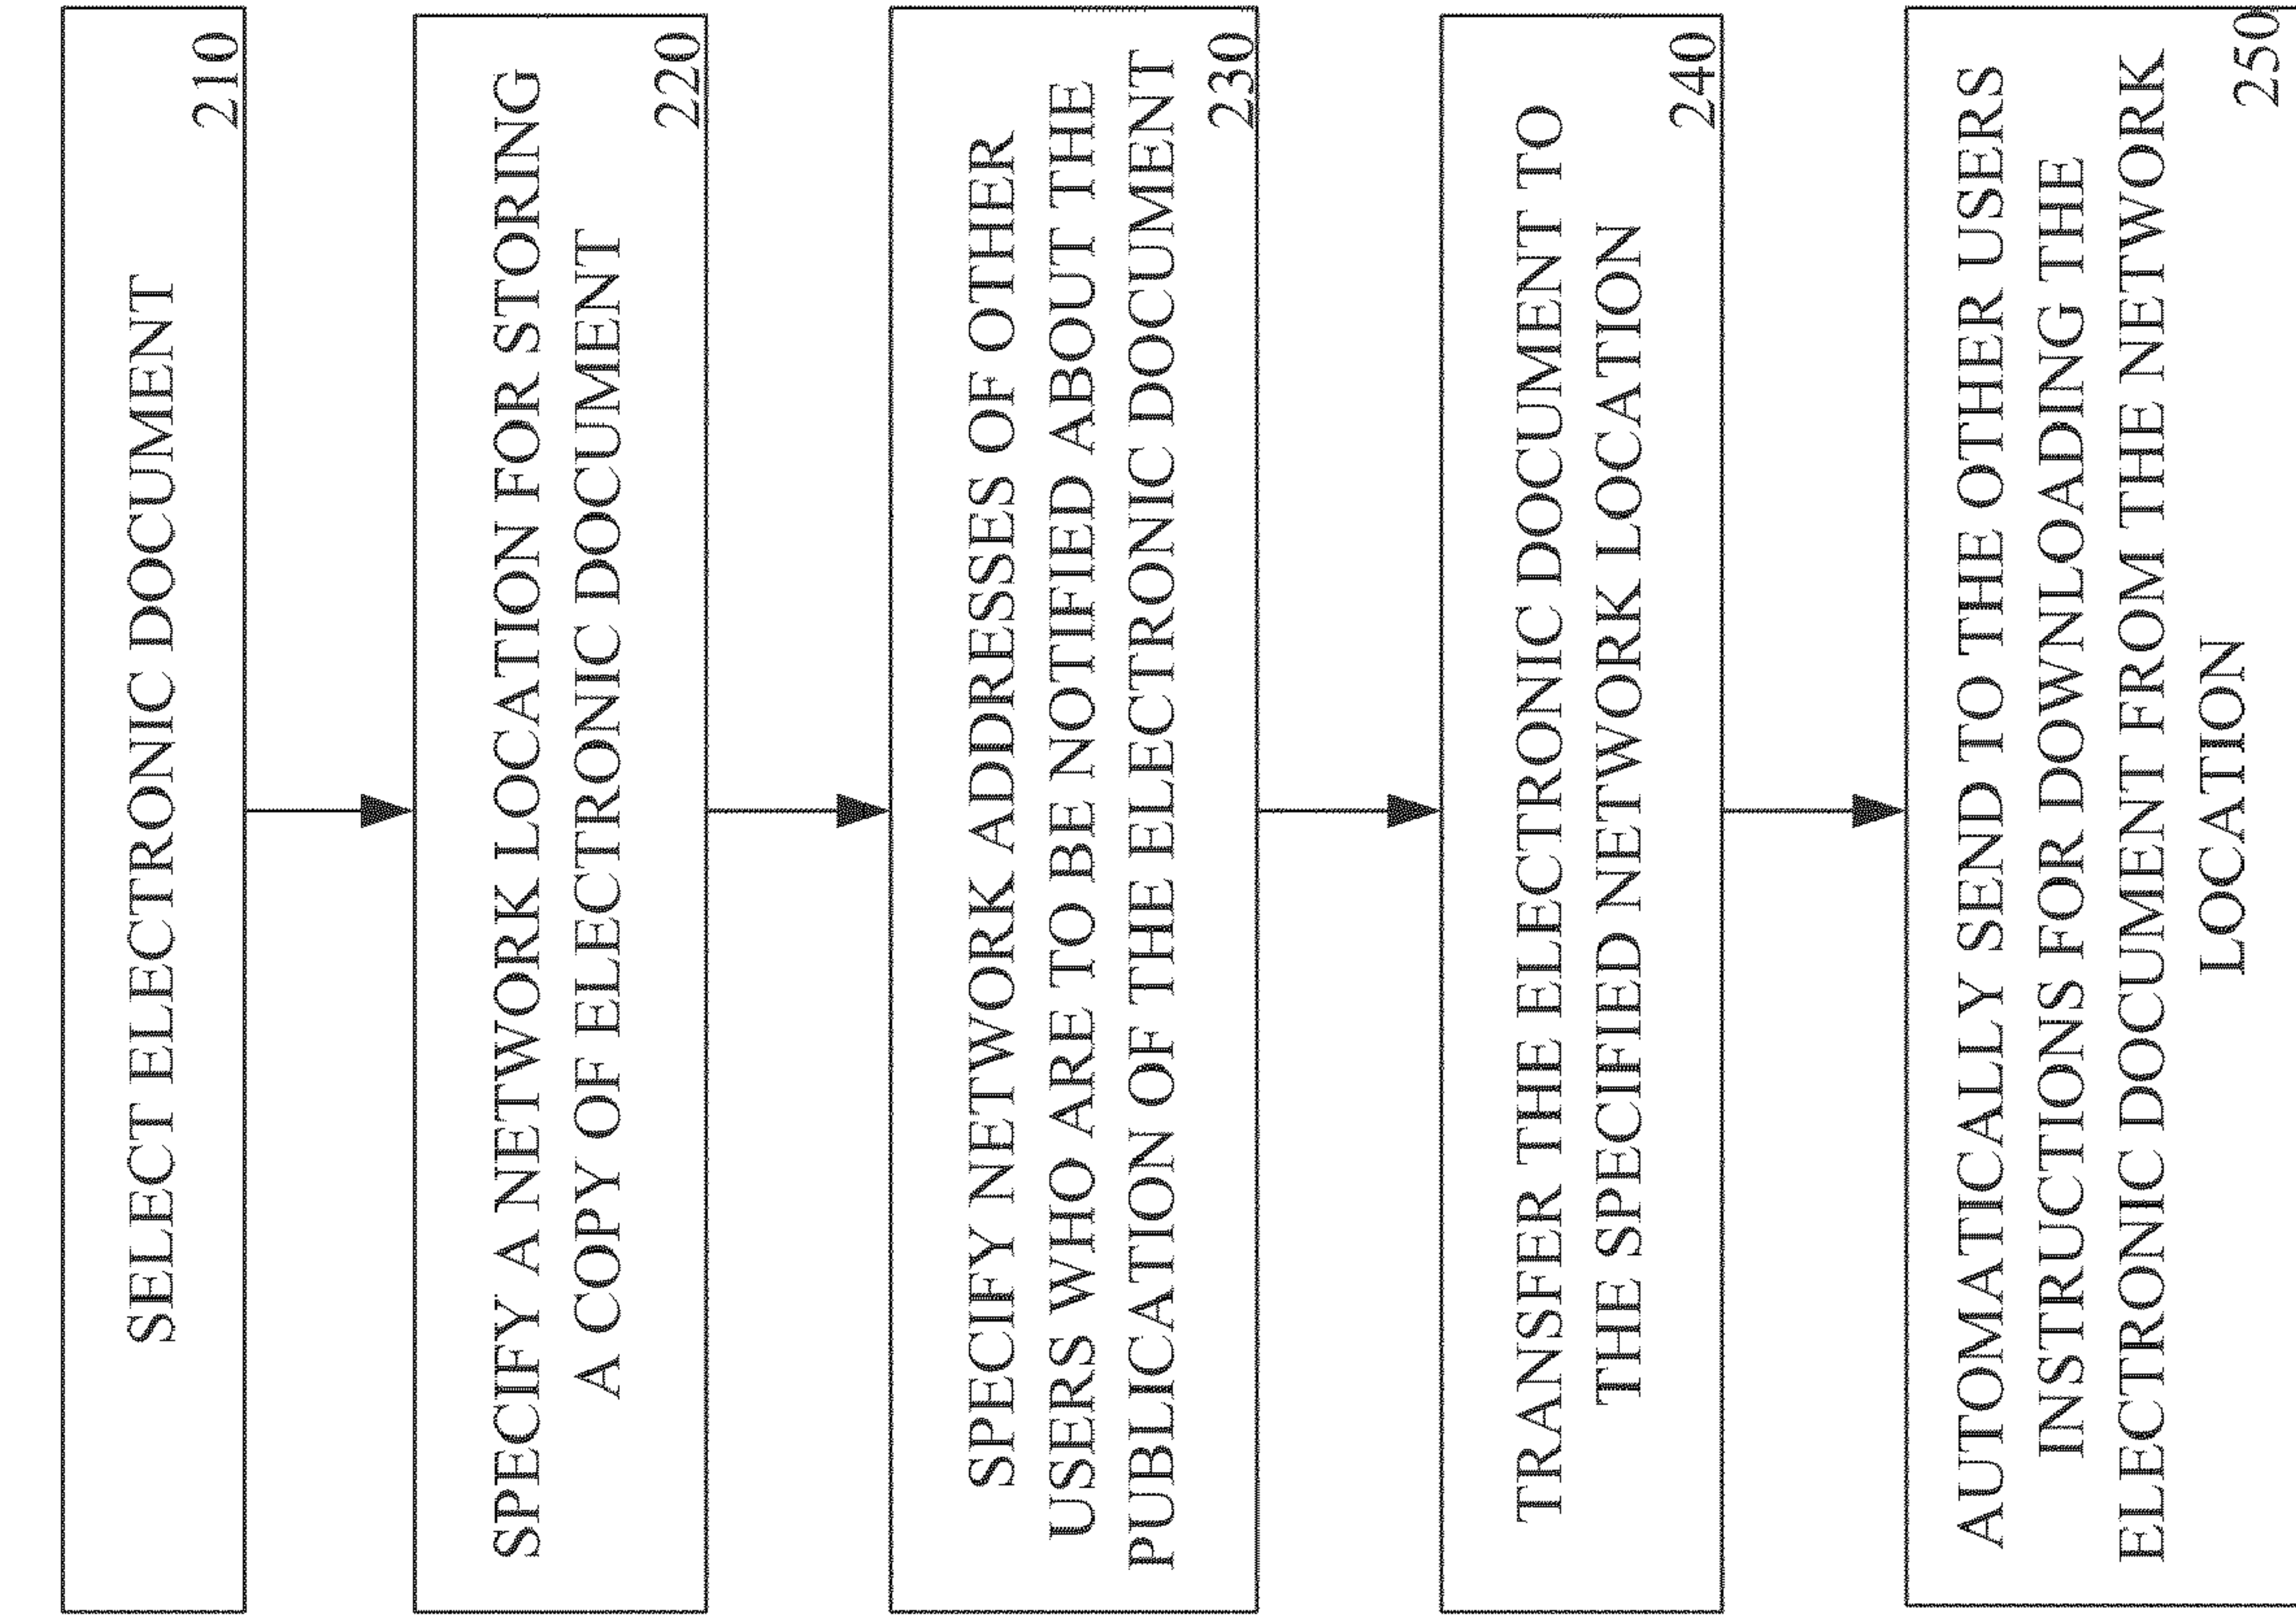 SELECT ELECTRONIC DOCUMENT
210
SPECIFY A NETWORK LOCATION FOR STORING
A COPY OF ELECTRONIC DOCUMENT
220
SPECIFY NETWORK ADDRESSES OF OTHER
USERS WHO ARE TO BE NOTIFIED ABOUT THE
PUBLICATION OF THE ELECTRONIC DOCUMENT
230
TRANSFER THE ELECTRONIC DOCUMENT TO
THE SPECIFIED NETWORK LOCATION
240
AUTOMATICALLY SEND TO THE OTHER USERS
INSTRUCTIONS FOR DOWNLOADING THE
ELECTRONIC DOCUMENT FROM THE NETWORK
LOCATION
250